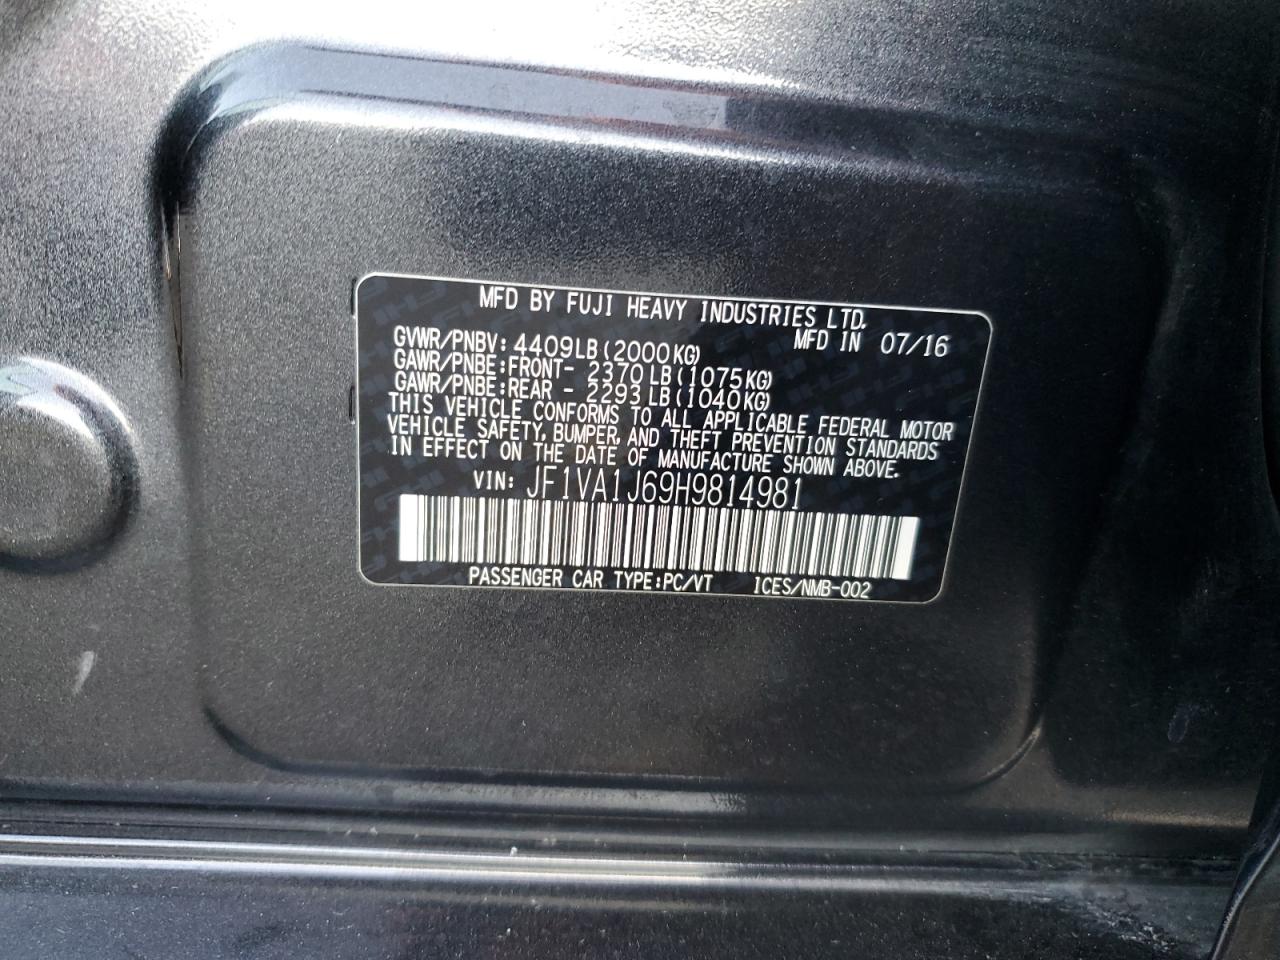 MFD BY FUJI HEAVY INDUSTRIES LTD.
MFD IN 07/16
GVWR/PNBV: 4409LB(2000KG)
GAWR/PNBE:FRONT- 2370LB(1075KG)
GAWR/PNBE:REAR - 2293LB(1040KG)
THIS VEHICLE CONFORMS TO ALL APPLICABLE FEDERAL MOTOR
VEHICLE SAFETY, BUMPER, AND THEFT PREVENTION STANDARDS
IN EFFECT ON THE DATE OF MANUFACTURE SHOWN ABOVE.
VIN: JF1VA1J69H9814981
PASSENGER CAR TYPE:PC/VT ICES/NMB-002